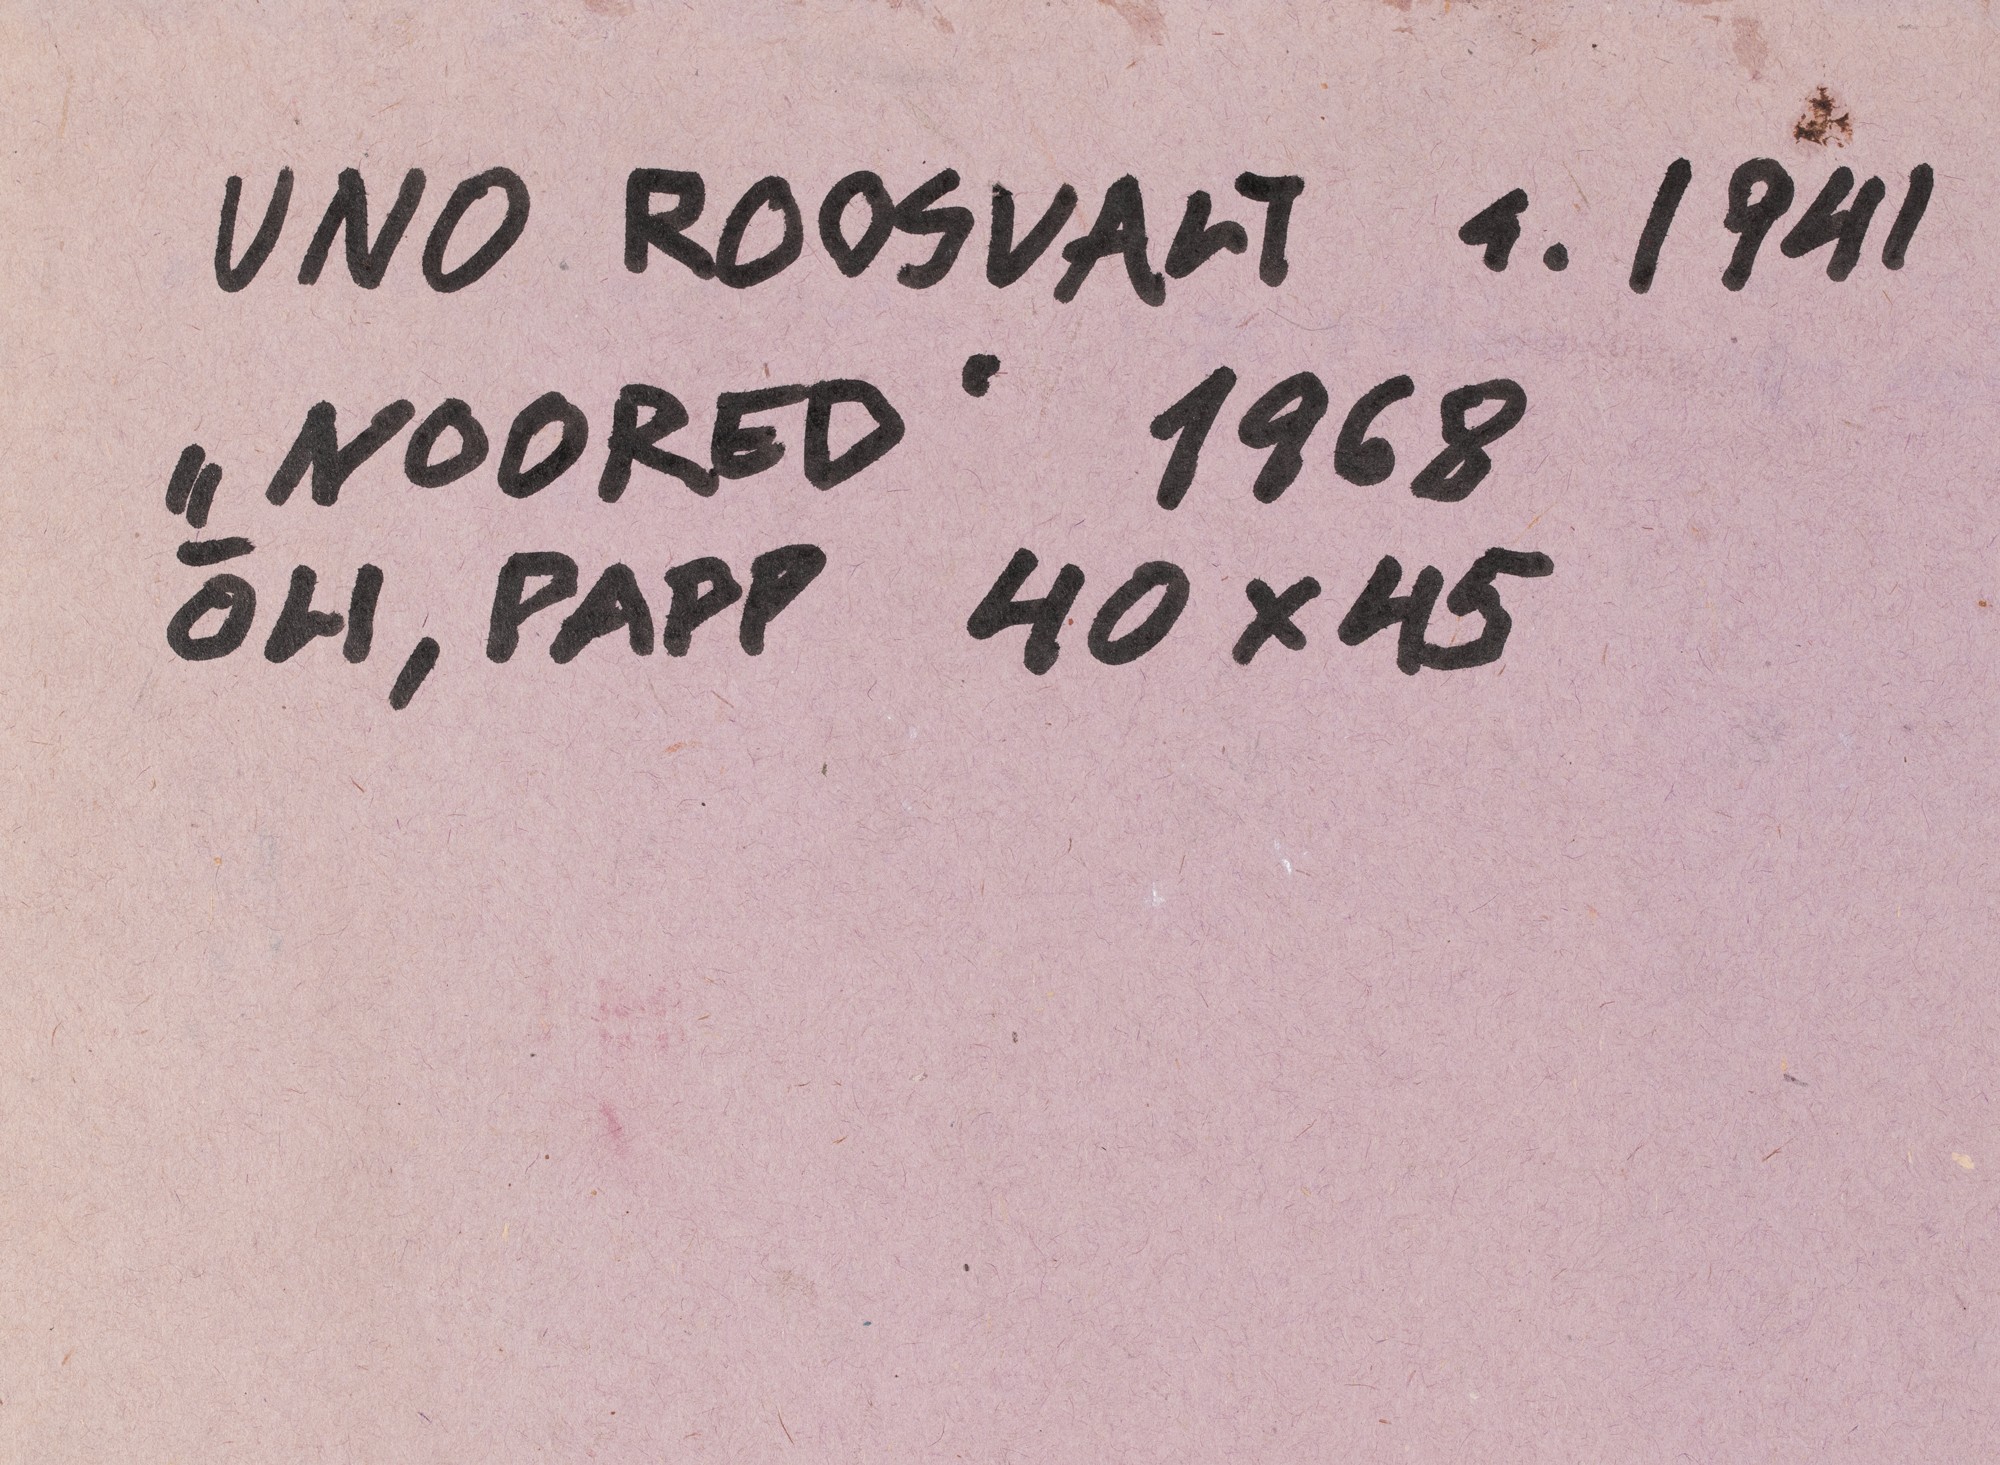 UNO ROOSVALT s. 1941
„NOORED" 1968
ÕLI, PAPP 40 x 45